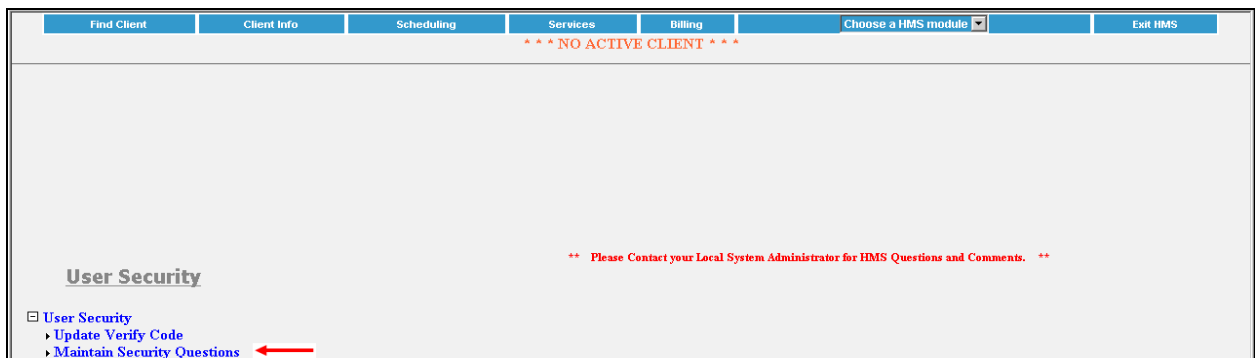 Find Client Client Info Scheduling Services Billing Choose a HMS module Exit HMS
* * * NO ACTIVE CLIENT * * *
** Please Contact your Local System Administrator for HMS Questions and Comments. **
User Security
User Security
Update Verify Code
Maintain Security Questions